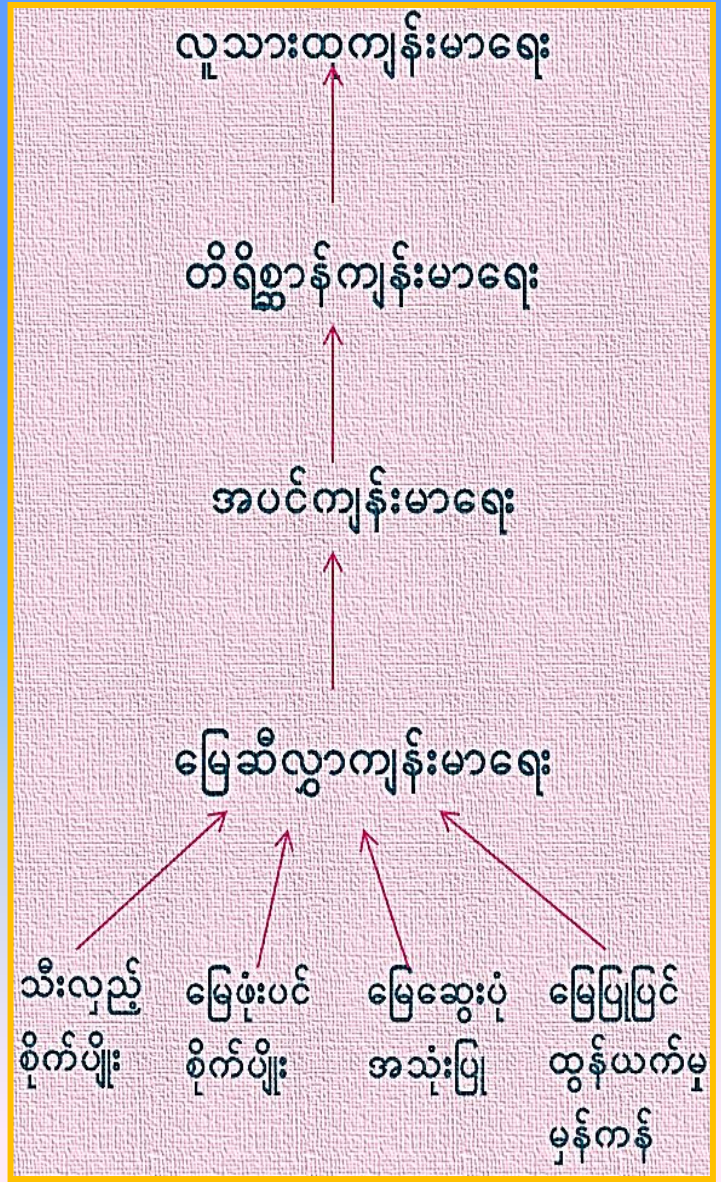 လူသားထုကျန်းမာရေး
တိရိစ္ဆာန်ကျန်းမာရေး
အပင်ကျန်းမာရေး
မြေဆီလွှာကျန်းမာရေး
သီးလှည့်
စိုက်ပျိုး
မြေဖုံးပင်
စိုက်ပျိုး
မြေဆွေးပုံ
အသုံးပြု
မြေပြုပြင်
ထွန်ယက်မှု
မှန်ကန်